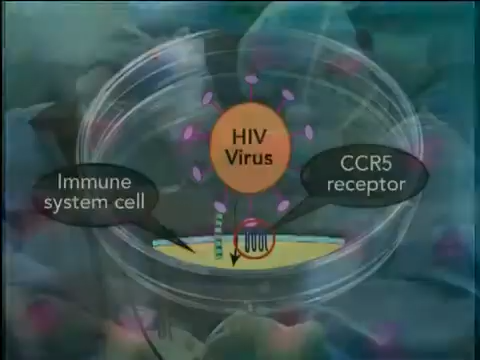 HIV
Virus
CCR5
receptor
Immune
system cell